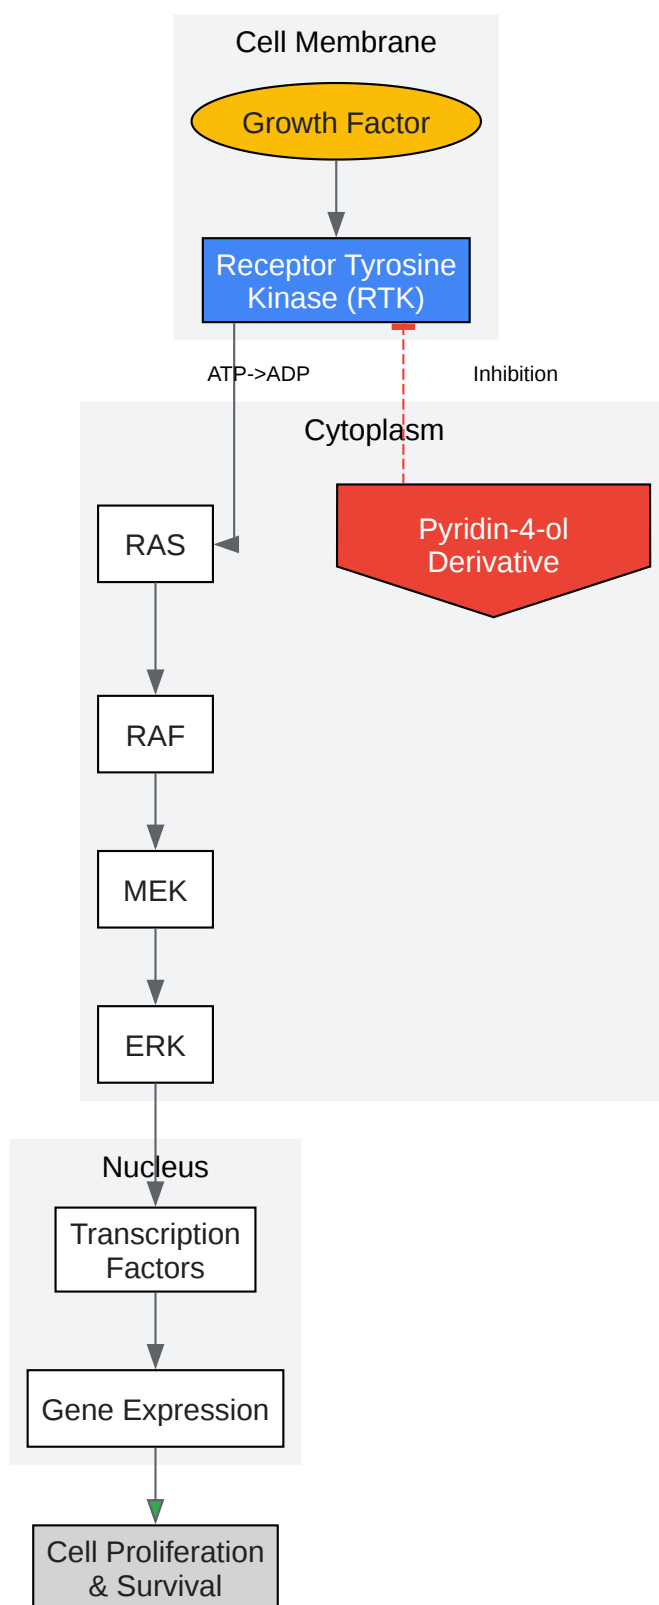 Cell Membrane
Growth Factor
Receptor Tyrosine
Kinase (RTK)
ATP->ADP
Inhibition
Cytoplasm
Pyridin-4-ol
Derivative
RAS
RAF
MEK
ERK
Nucleus
Transcription
Factors
Gene Expression
Cell Proliferation
& Survival